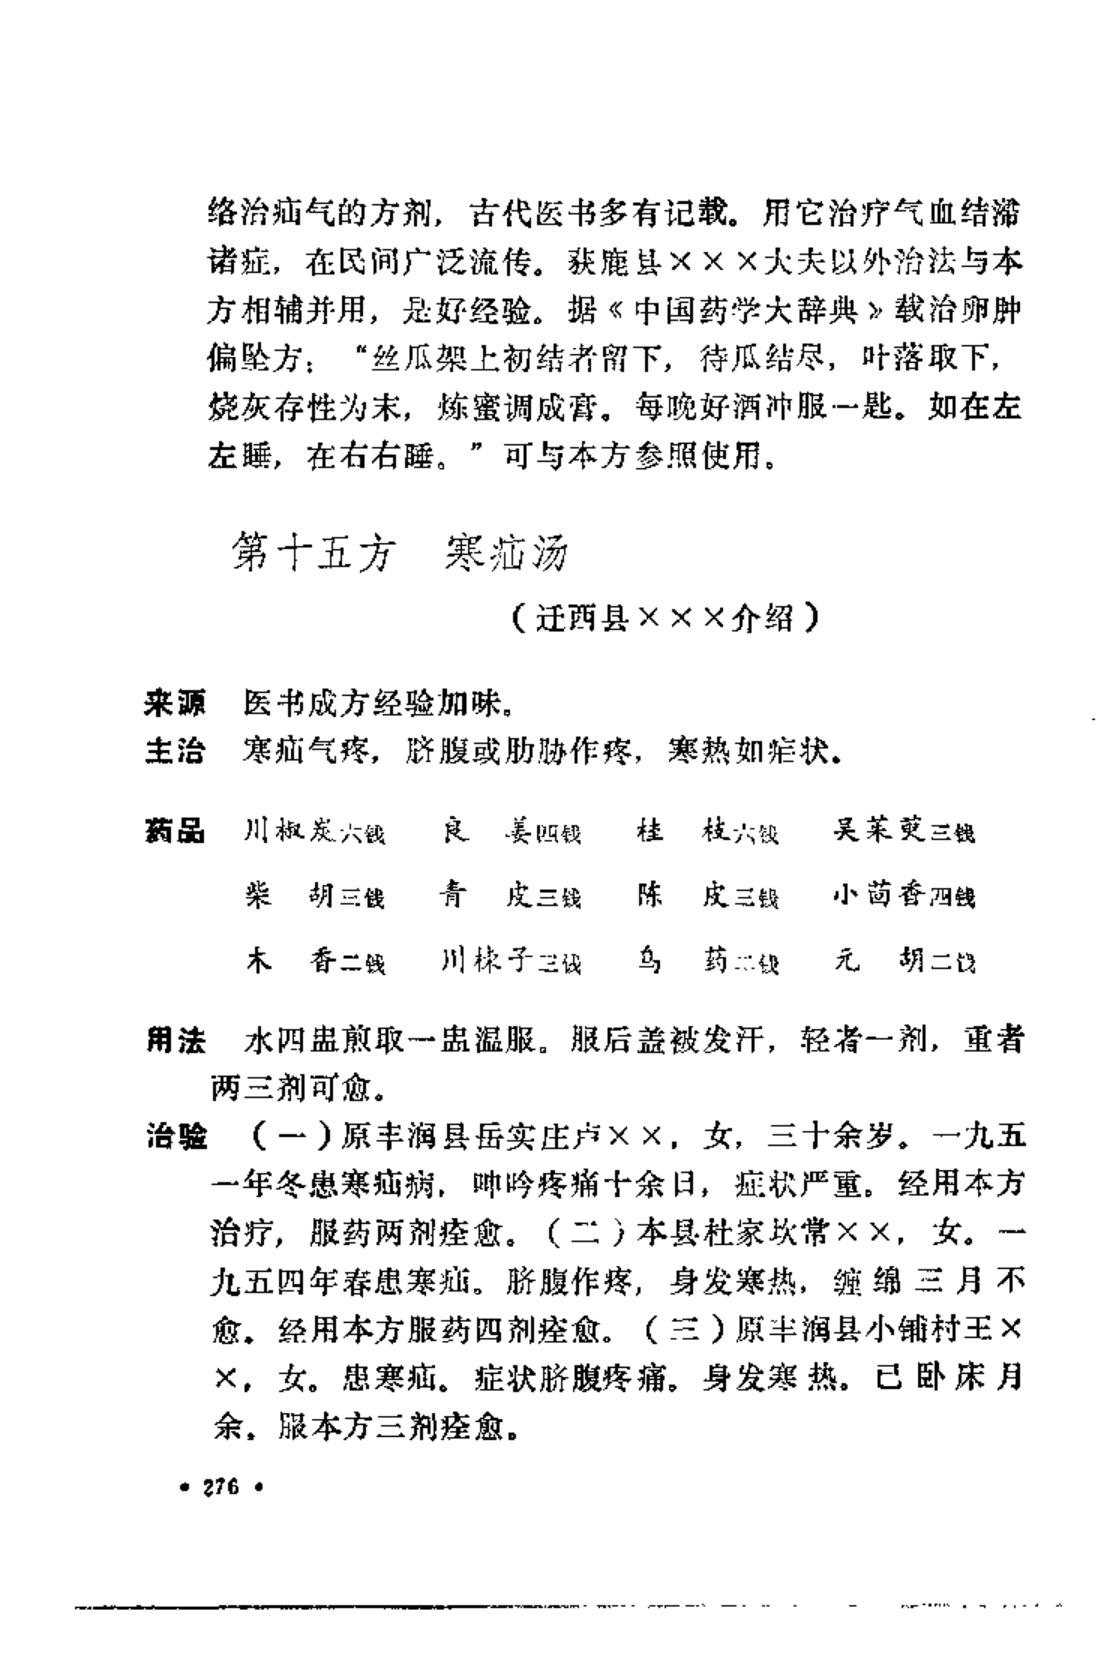 络治疝气的方剂，古代医书多有记载。用它治疗气血结滞
诸症，在民间广泛流传。获鹿县×××大夫以外治法与本
方相辅并用，是好经验。据《中国药学大辞典》载治卵肿
偏坠方：“丝瓜架上初结者留下，待瓜结尽，叶落取下，
烧灰存性为末，炼蜜调成膏。每晚好酒冲服一匙。如在左
左睡，在右右睡。”可与本方参照使用。
第十五方　寒疝汤
（迁西县×××介绍）
来源　医书成方经验加味。
主治　寒疝气疼，脐腹或肋胁作疼，寒热如疟状。
药品　川椒炭六钱　良　姜四钱　桂　枝六钱　吴茱萸三钱
柴　胡三钱　青　皮三钱　陈　皮三钱　小茴香四钱
木　香二钱　川楝子三钱　乌　药二钱　元　胡二钱
用法　水四盅煎取一盅温服。服后盖被发汗，轻者一剂，重者
两三剂可愈。
治验　（一）原丰润县岳实庄卢××，女，三十余岁。一九五
一年冬患寒疝病，呻吟疼痛十余日，症状严重。经用本方
治疗，服药两剂痊愈。（二）本县杜家坎常××，女。一
九五四年春患寒疝。脐腹作疼，身发寒热，缠绵三月不
愈。经用本方服药四剂痊愈。（三）原丰润县小铺村王×
×，女。患寒疝。症状脐腹疼痛。身发寒热。已卧床月
余。服本方三剂痊愈。
• 276 •